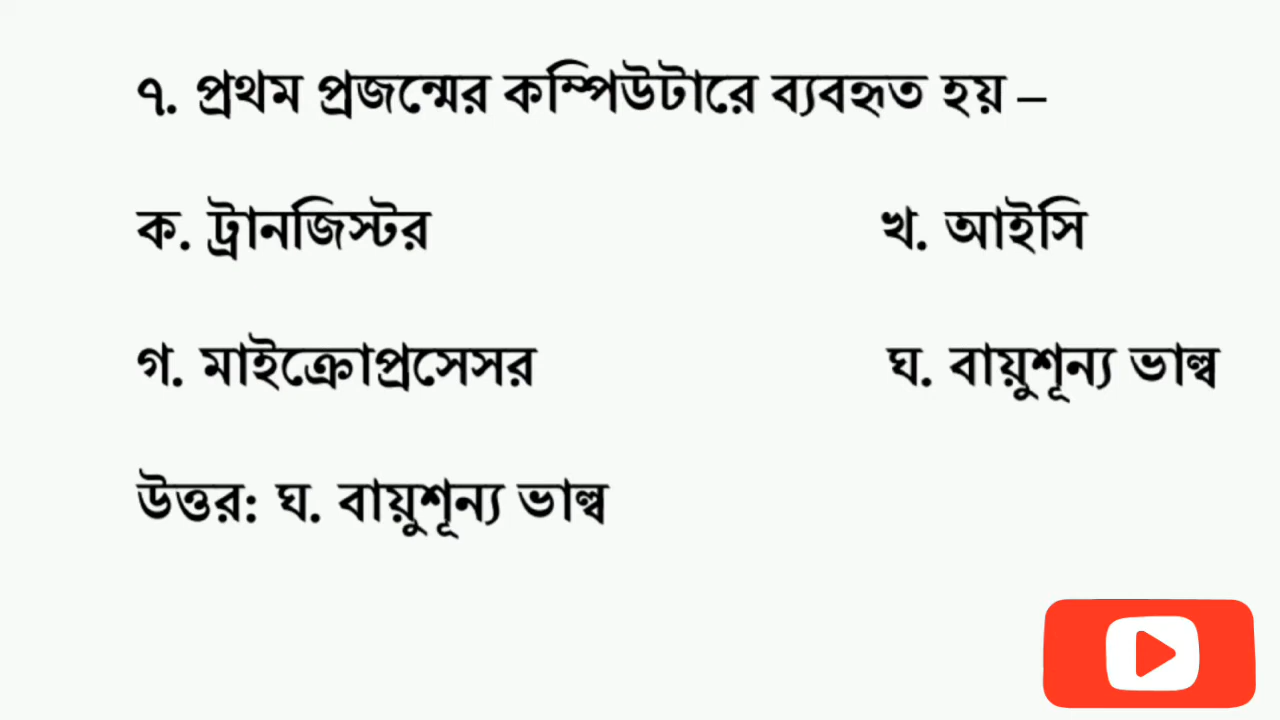 ৭. প্রথম প্রজন্মের কম্পিউটারে ব্যবহৃত হয় –
ক. ট্রানজিস্টর খ. আইসি
গ. মাইক্রোপ্রসেসর ঘ. বায়ুশূন্য ভাল্ব
উত্তর: ঘ. বায়ুশূন্য ভাল্ব